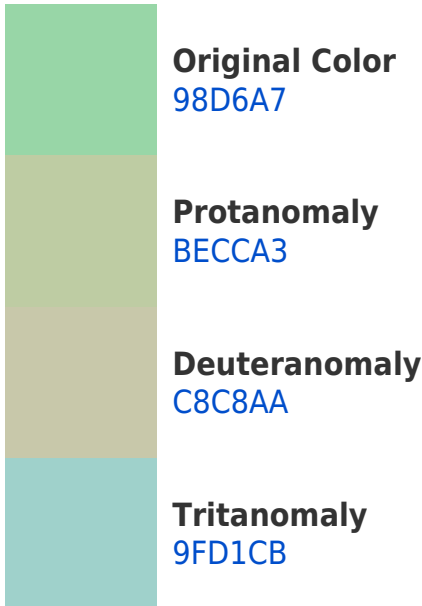 Original Color
98D6A7
Protanomaly
BECCA3
Deuteranomaly
C8C8AA
Tritanomaly
9FD1CB